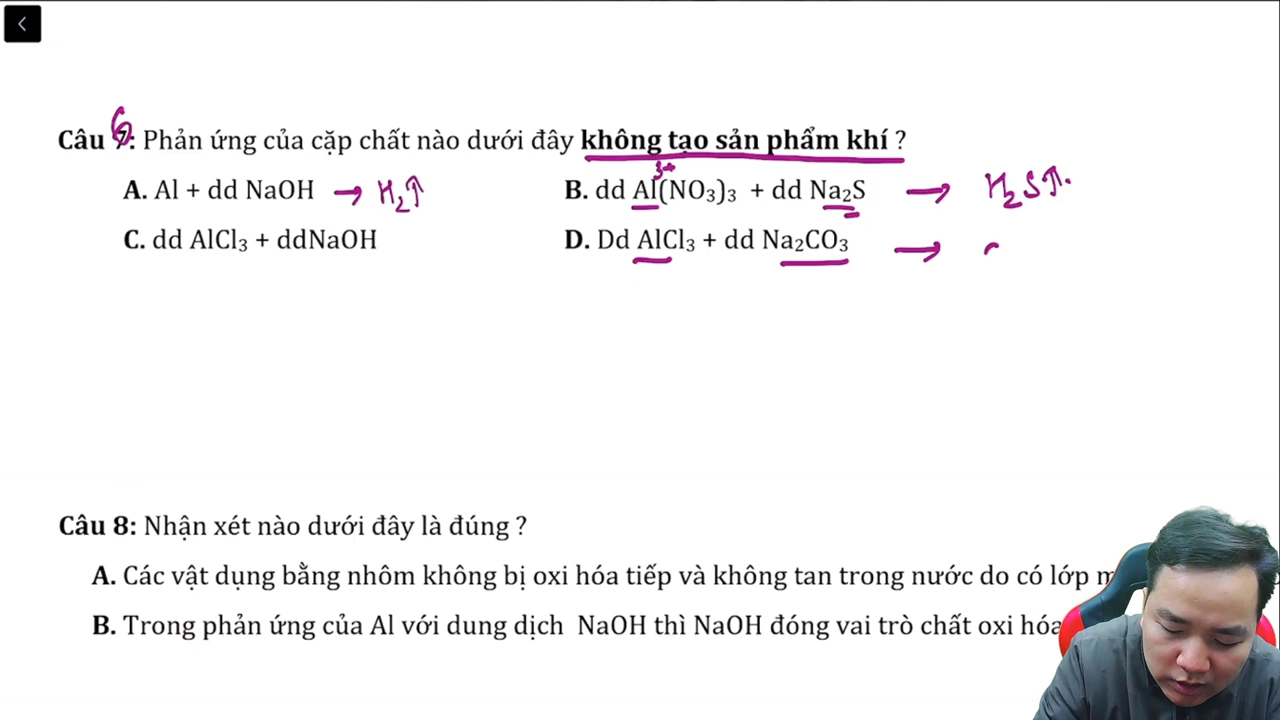 Câu 7: Phản ứng của cặp chất nào dưới đây không tạo sản phẩm khí ?
6
A. Al + dd NaOH → H₂↑
B. dd Al(NO₃)₃ + dd Na₂S → H₂S↑.
3+
C. dd AlCl₃ + ddNaOH
D. Dd AlCl₃ + dd Na₂CO₃ →
Câu 8: Nhận xét nào dưới đây là đúng ?
A. Các vật dụng bằng nhôm không bị oxi hóa tiếp và không tan trong nước do có lớp
B. Trong phản ứng của Al với dung dịch NaOH thì NaOH đóng vai trò chất oxi hóa